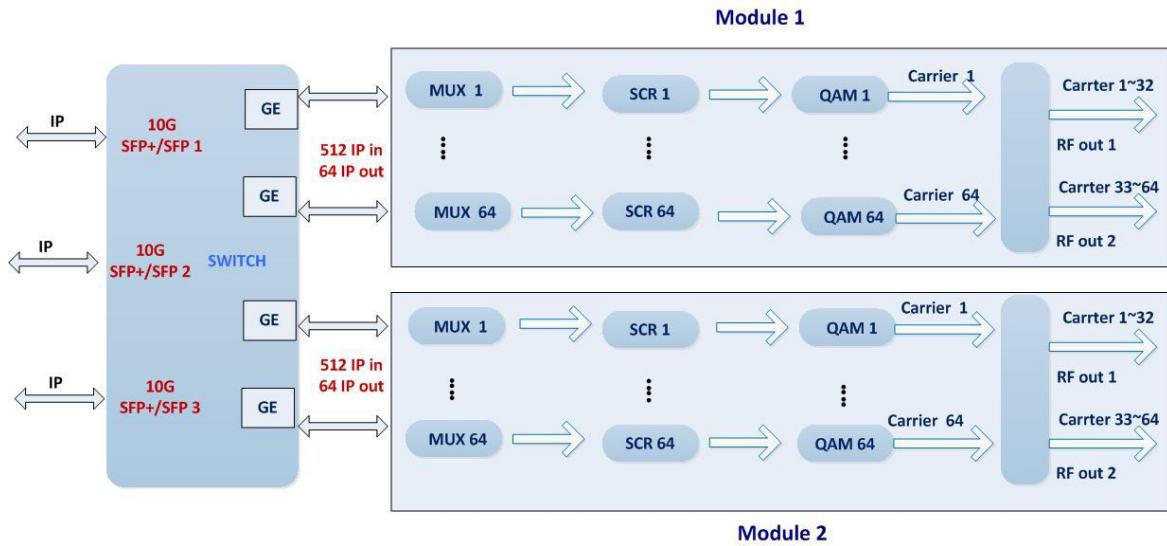 Module 1
IP
10G
SFP+/SFP 1
GE
512 IP in
64 IP out
GE
MUX 1
SCR 1
QAM 1
Carrier 1
Carrter 1~32
RF out 1
MUX 64
SCR 64
QAM 64
Carrier 64
Carrter 33~64
RF out 2
IP
10G
SFP+/SFP 2
SWITCH
IP
10G
SFP+/SFP 3
GE
512 IP in
64 IP out
GE
MUX 1
SCR 1
QAM 1
Carrier 1
Carrter 1~32
RF out 1
MUX 64
SCR 64
QAM 64
Carrier 64
Carrter 33~64
RF out 2
Module 2